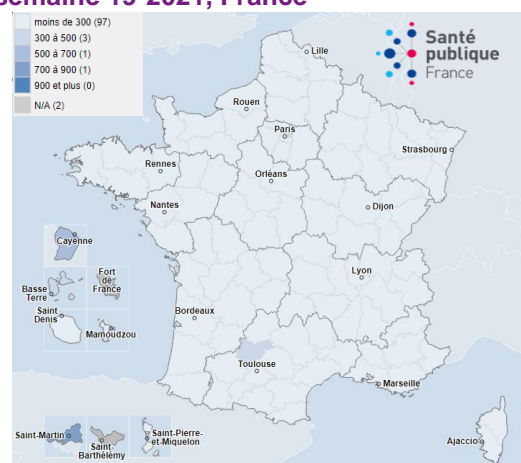 semaine 19-2021, France
moins de 300 (97)
300 à 500 (3)
500 à 700 (1)
700 à 900 (1)
900 et plus (0)
N/A (2)
Santé
publique
France
Lille
Rouen
Paris
Strasbourg
Rennes
Orléans
Nantes
Dijon
Cayenne
Lyon
Fort
de
France
Basse
Terre
Saint
Denis
Mamoudzou
Bordeaux
Toulouse
Marseille
Saint-Martin
Saint-
Barthélémy
Saint-Pierre-
et-Miquelon
Ajaccio